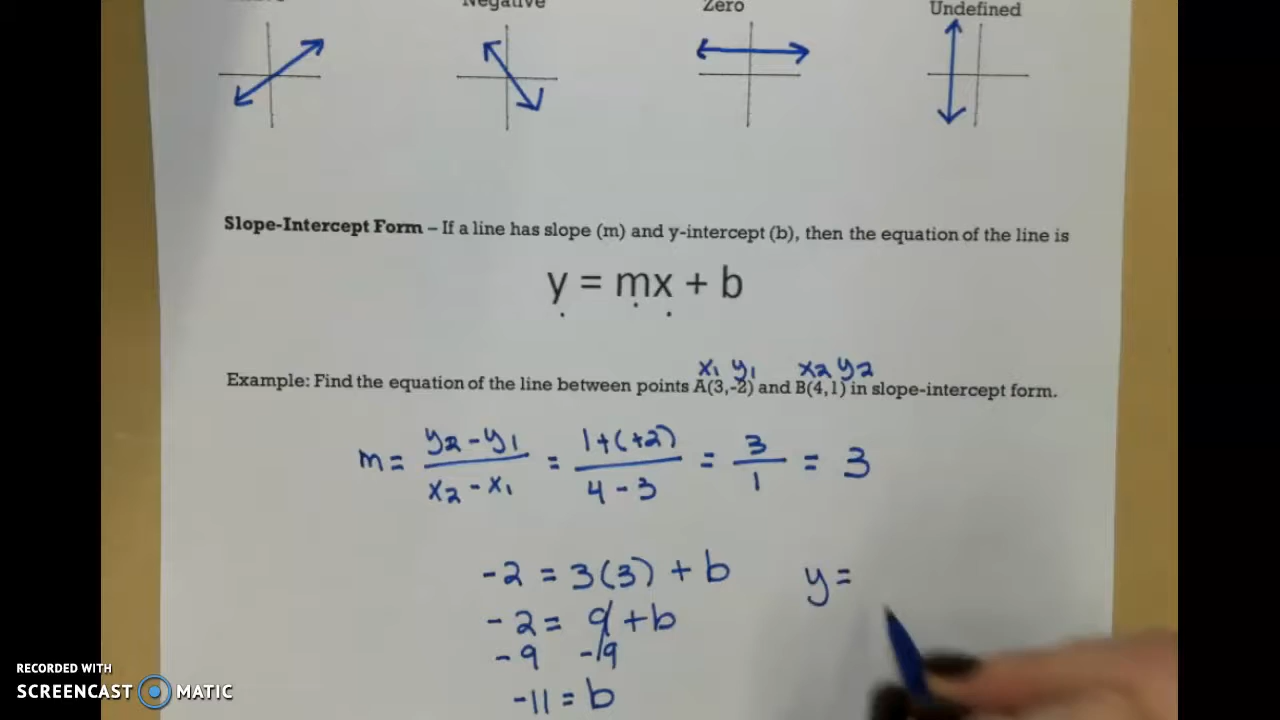 Negative Zero Undefined
Slope-Intercept Form – If a line has slope (m) and y-intercept (b), then the equation of the line is
y = mx + b
x1 y1 x2 y2
Example: Find the equation of the line between points A(3,-2) and B(4,1) in slope-intercept form.
m = y2 - y1 / x2 - x1 = 1+(+2) / 4 - 3 = 3 / 1 = 3
-2 = 3(3) + b y =
-2 = 9 + b
-9 -9
-11 = b
RECORDED WITH
SCREENCAST MATIC